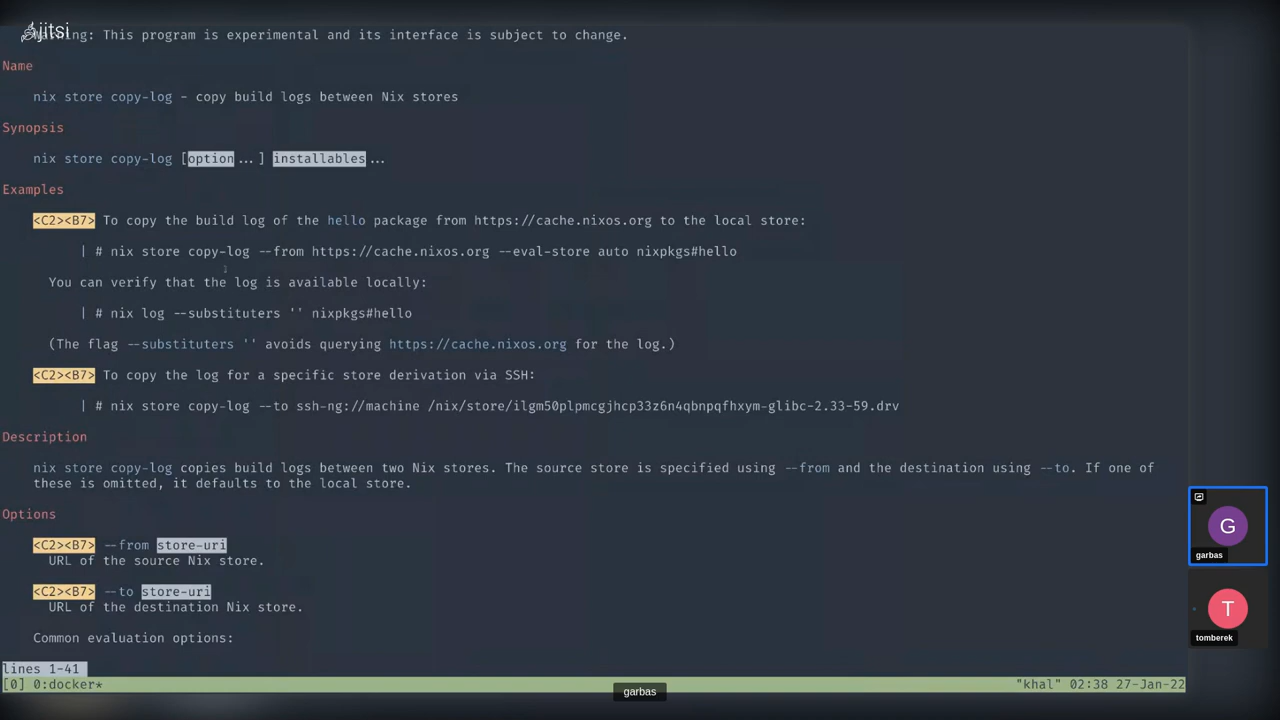 jitsi
Warning: This program is experimental and its interface is subject to change.
Name
nix store copy-log - copy build logs between Nix stores
Synopsis
nix store copy-log [option...] installables...
Examples
<C2><B7> To copy the build log of the hello package from https://cache.nixos.org to the local store:
| # nix store copy-log --from https://cache.nixos.org --eval-store auto nixpkgs#hello
You can verify that the log is available locally:
| # nix log --substituters '' nixpkgs#hello
(The flag --substituters '' avoids querying https://cache.nixos.org for the log.)
<C2><B7> To copy the log for a specific store derivation via SSH:
| # nix store copy-log --to ssh-ng://machine /nix/store/ilgm50plpmcgjhcp33z6n4qbnpqfhxym-glibc-2.33-59.drv
Description
nix store copy-log copies build logs between two Nix stores. The source store is specified using --from and the destination using --to. If one of
these is omitted, it defaults to the local store.
Options
<C2><B7> --from store-uri
URL of the source Nix store.
<C2><B7> --to store-uri
URL of the destination Nix store.
Common evaluation options:
lines 1-41
[0] 0:docker*
"khal" 02:38 27-Jan-22
G
garbas
T
tomberek
garbas